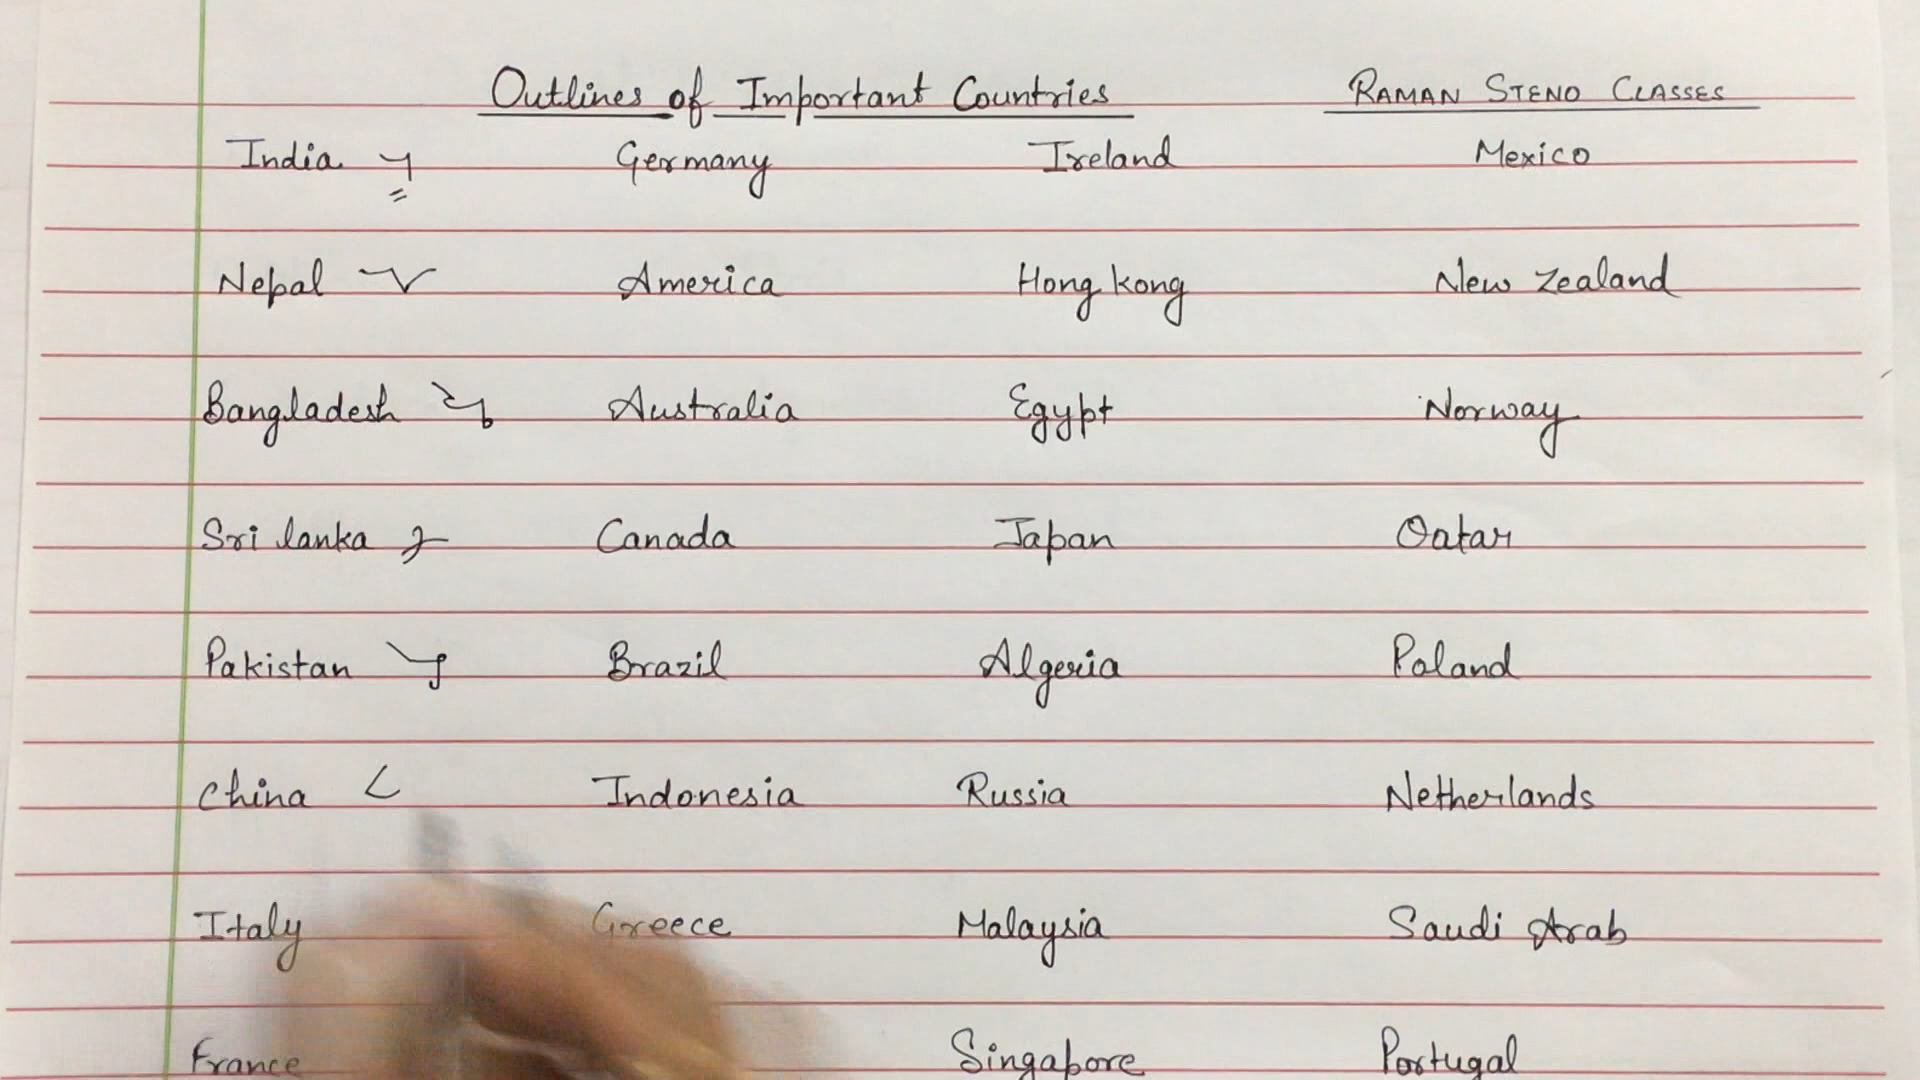 Outlines of Important Countries RAMAN STENO CLASSES
India Germany Ireland Mexico
Nepal America Hong kong New Zealand
Bangladesh Australia Egypt Norway
Sri lanka Canada Japan Qatar
Pakistan Brazil Algeria Poland
China Indonesia Russia Netherlands
Italy Greece Malaysia Saudi Arab
France Singapore Portugal